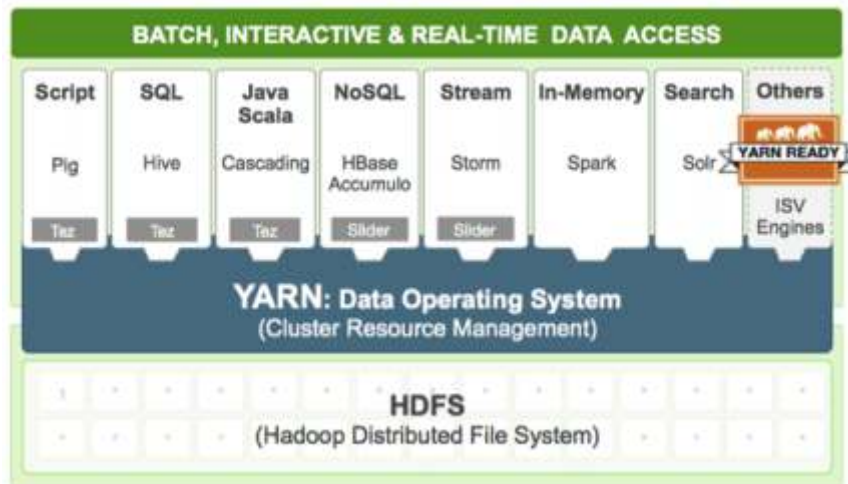 BATCH, INTERACTIVE & REAL-TIME DATA ACCESS
Script
Pig
Tez
SQL
Hive
Tez
Java
Scala
Cascading
Tez
NoSQL
HBase
Accumulo
Slider
Stream
Storm
Slider
In-Memory
Spark
Search
Solr
Others
YARN READY
ISV
Engines
YARN: Data Operating System
(Cluster Resource Management)
HDFS
(Hadoop Distributed File System)